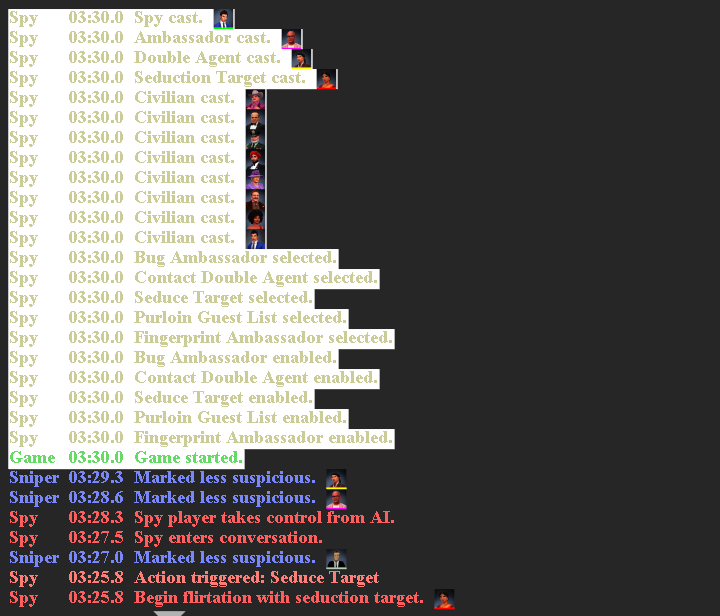 Spy 03:30.0 Spy cast.
Spy 03:30.0 Ambassador cast.
Spy 03:30.0 Double Agent cast.
Spy 03:30.0 Seduction Target cast.
Spy 03:30.0 Civilian cast.
Spy 03:30.0 Civilian cast.
Spy 03:30.0 Civilian cast.
Spy 03:30.0 Civilian cast.
Spy 03:30.0 Civilian cast.
Spy 03:30.0 Civilian cast.
Spy 03:30.0 Civilian cast.
Spy 03:30.0 Civilian cast.
Spy 03:30.0 Bug Ambassador selected.
Spy 03:30.0 Contact Double Agent selected.
Spy 03:30.0 Seduce Target selected.
Spy 03:30.0 Purloin Guest List selected.
Spy 03:30.0 Fingerprint Ambassador selected.
Spy 03:30.0 Bug Ambassador enabled.
Spy 03:30.0 Contact Double Agent enabled.
Spy 03:30.0 Seduce Target enabled.
Spy 03:30.0 Purloin Guest List enabled.
Spy 03:30.0 Fingerprint Ambassador enabled.
Game 03:30.0 Game started.
Sniper 03:29.3 Marked less suspicious.
Sniper 03:28.6 Marked less suspicious.
Spy 03:28.3 Spy player takes control from AI.
Spy 03:27.5 Spy enters conversation.
Sniper 03:27.0 Marked less suspicious.
Spy 03:25.8 Action triggered: Seduce Target
Spy 03:25.8 Begin flirtation with seduction target.